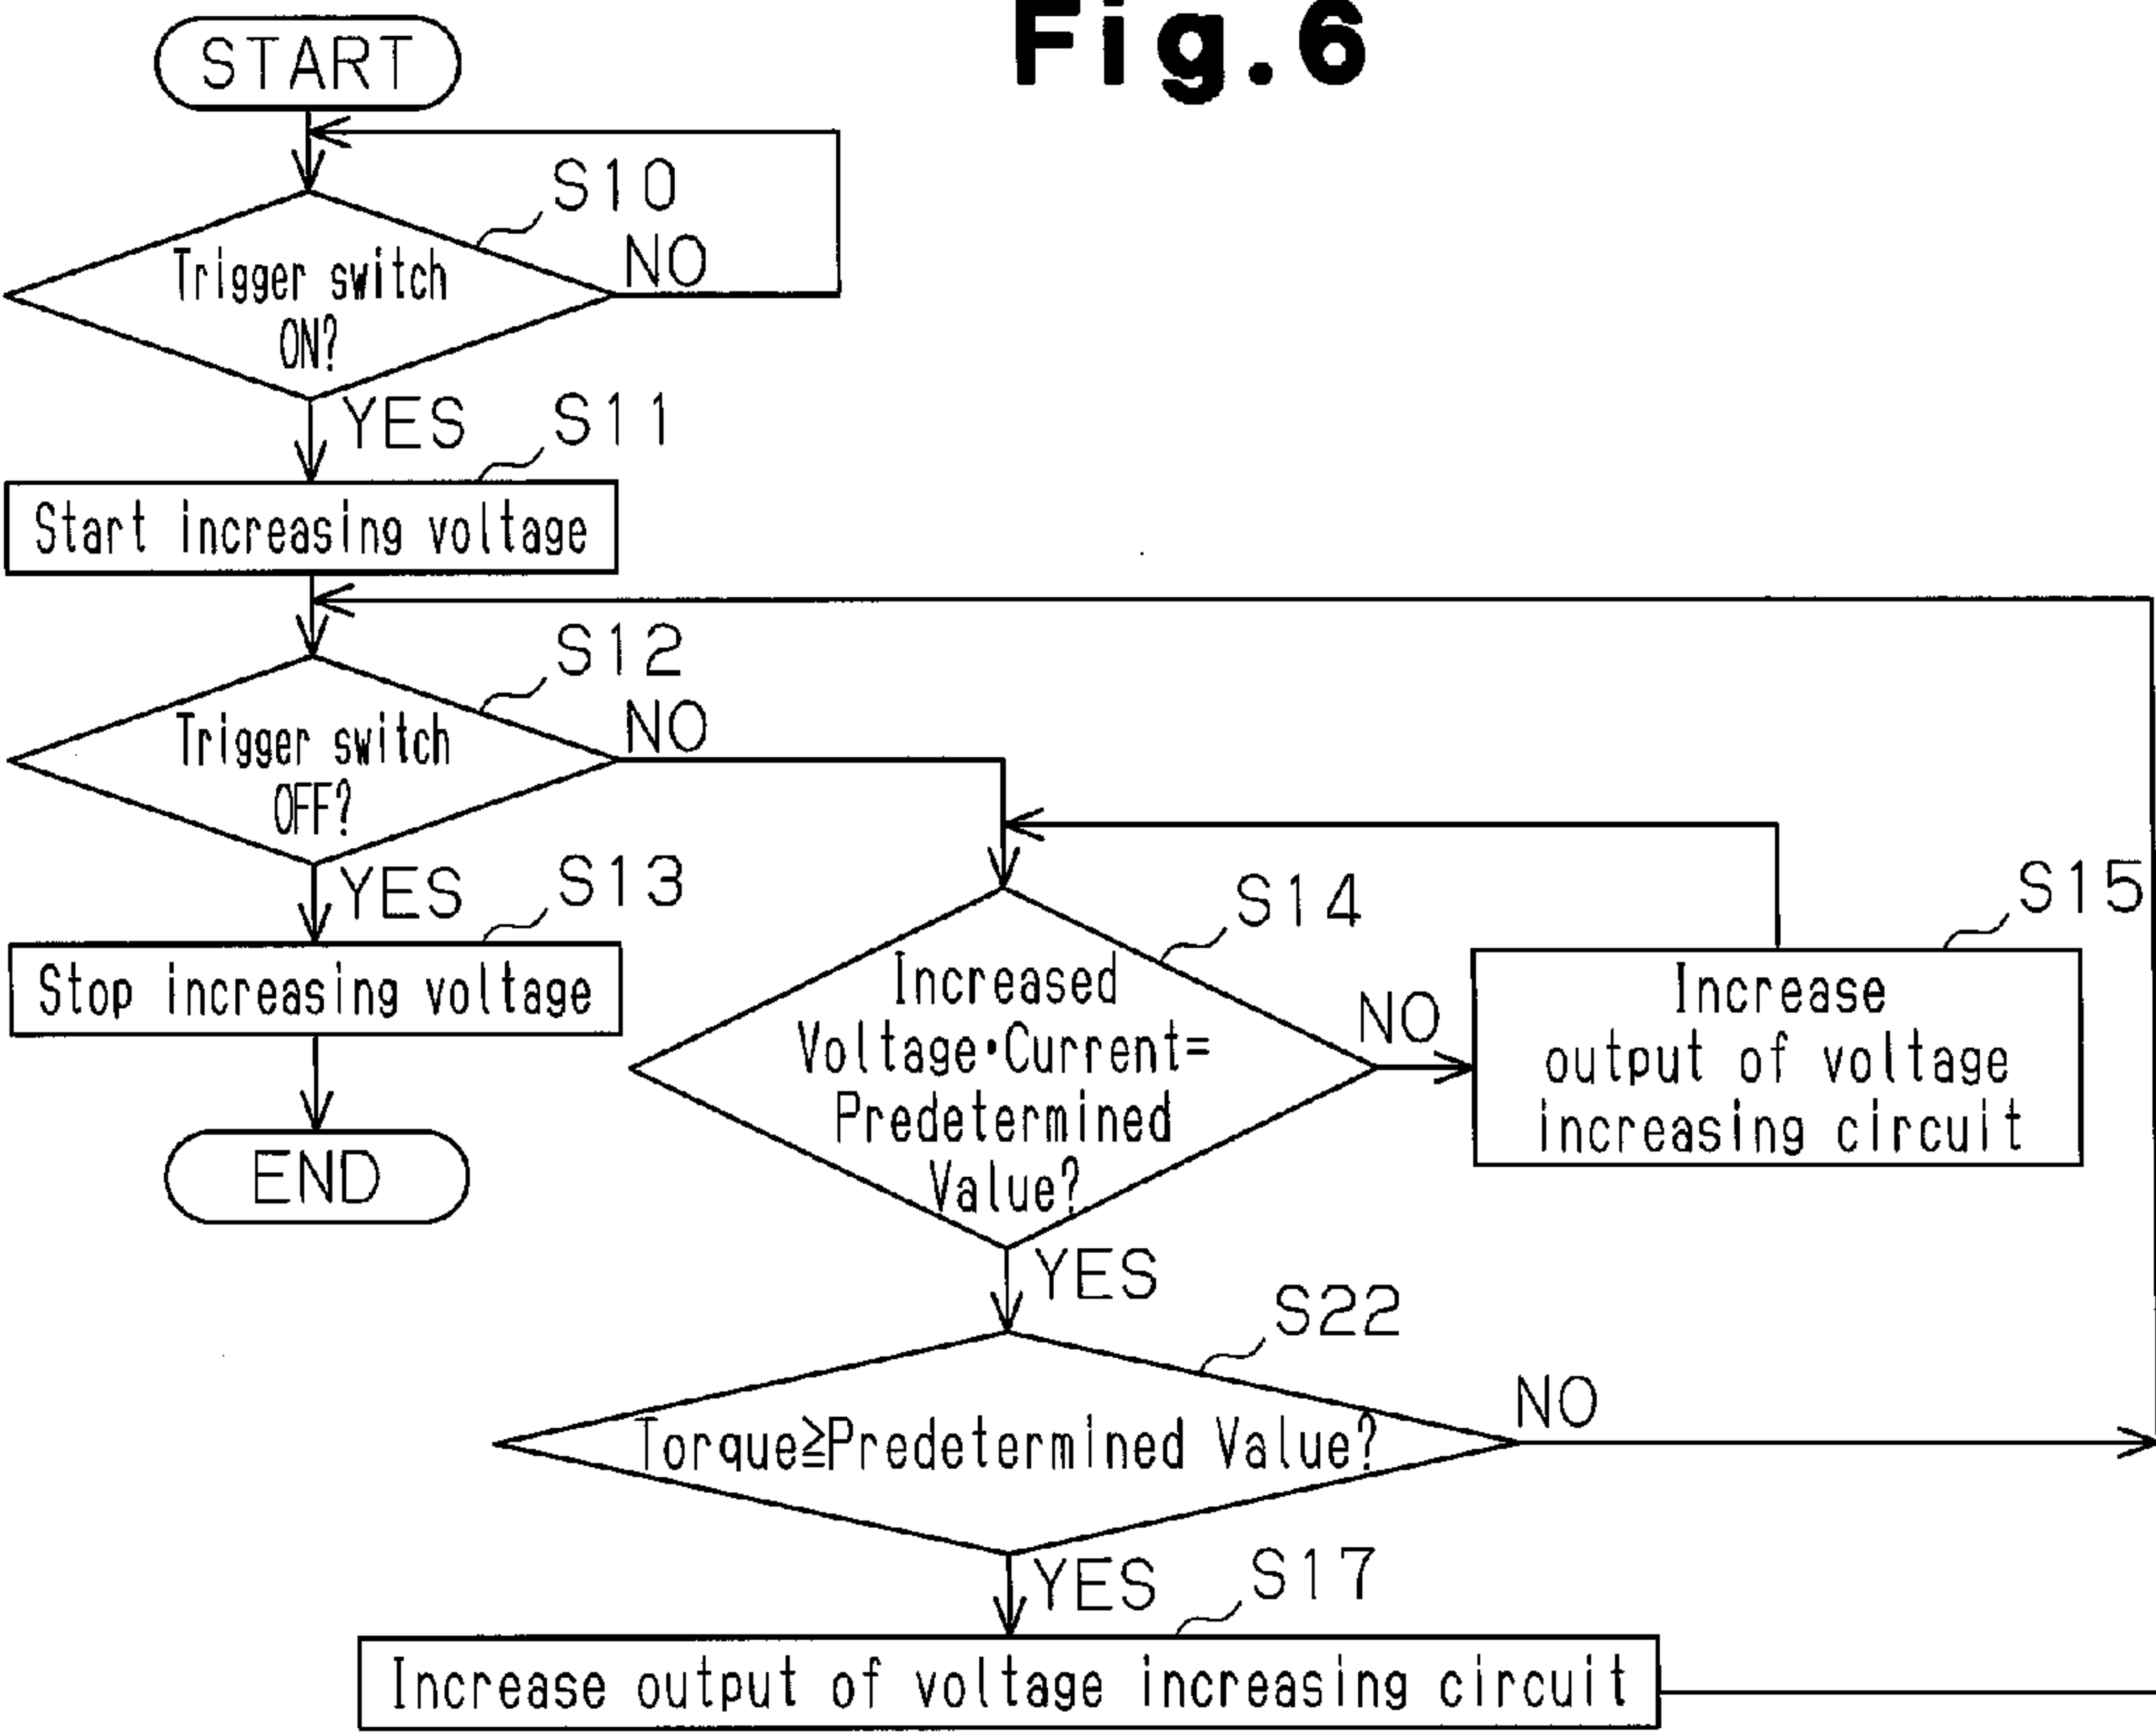 Fig.6
START
S10
Trigger switch
ON?
NO
YES
S11
Start increasing voltage
S12
Trigger switch
OFF?
NO
YES
S13
Stop increasing voltage
END
S14
Increased
Voltage•Current=
Predetermined
Value?
NO
S15
Increase
output of voltage
increasing circuit
YES
S22
Torque≧Predetermined Value?
NO
YES
S17
Increase output of voltage increasing circuit